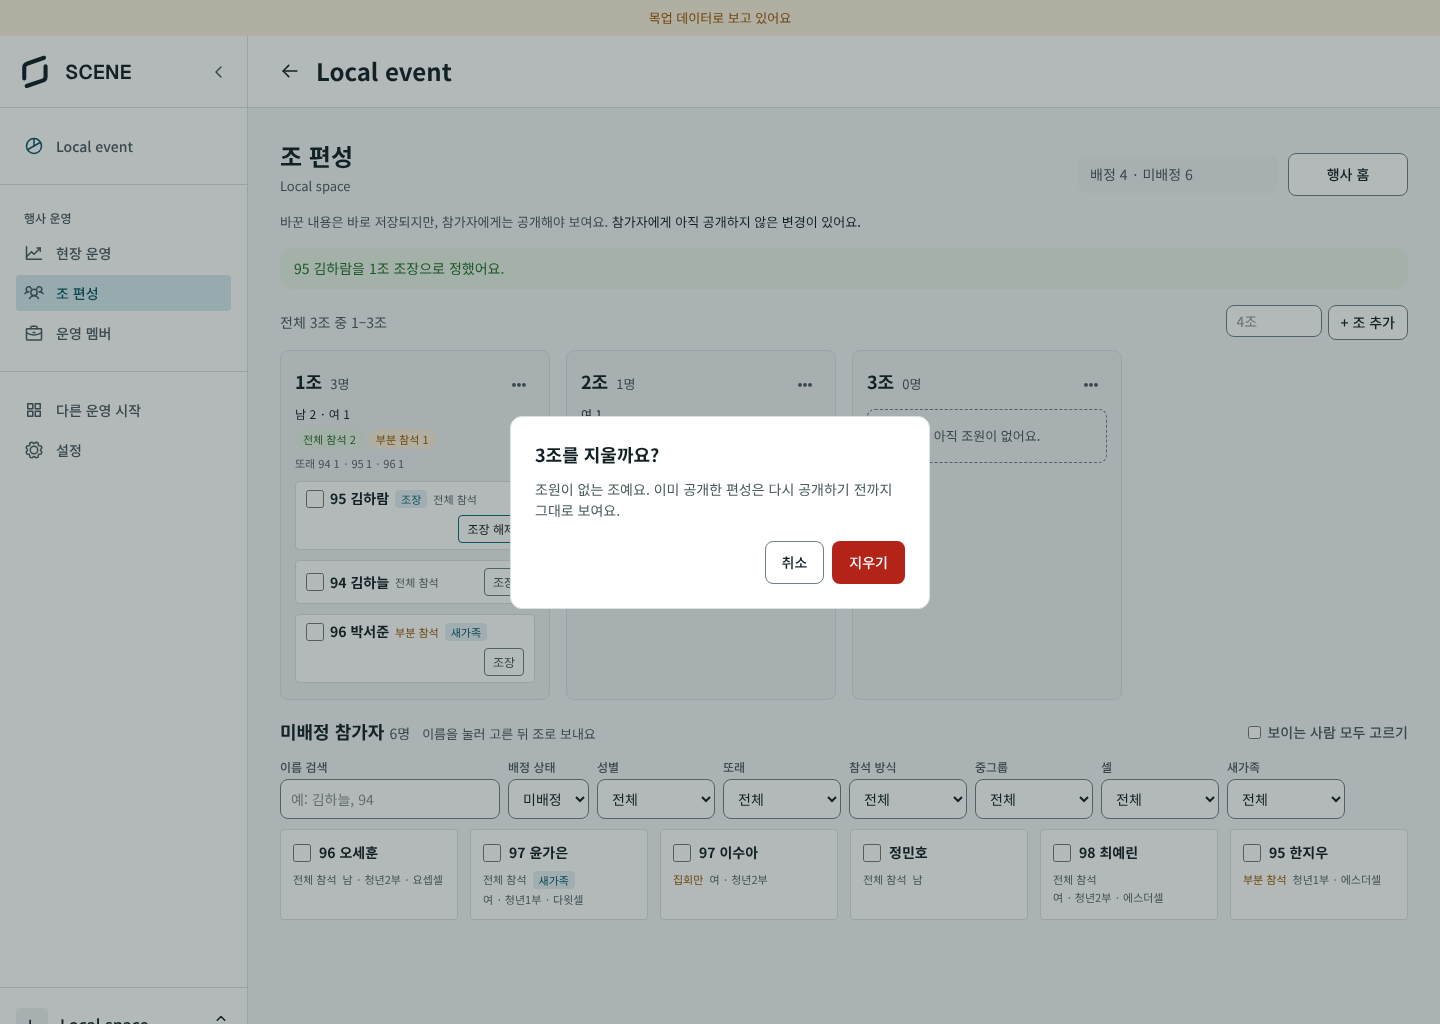 목업 데이터로 보고 있어요
SCENE
Local event
Local event
행사 운영
현장 운영
조 편성
운영 멤버
다른 운영 시작
설정
조 편성
Local space
배정 4 · 미배정 6
행사 홈
바꾼 내용은 바로 저장되지만, 참가자에게는 공개해야 보여요. 참가자에게 아직 공개하지 않은 변경이 있어요.
95 김하람을 1조 조장으로 정했어요.
전체 3조 중 1–3조
4조
+ 조 추가
1조 3명
남 2 · 여 1
전체 참석 2 부분 참석 1
또래 94 1 · 95 1 · 96 1
95 김하람 조장 전체 참석
조장 해제
94 김하늘 전체 참석
조장
96 박서준 부분 참석 새가족
조장
2조 1명
여 1
3조 0명
아직 조원이 없어요.
3조를 지울까요?
조원이 없는 조예요. 이미 공개한 편성은 다시 공개하기 전까지
그대로 보여요.
취소
지우기
미배정 참가자 6명 이름을 눌러 고른 뒤 조로 보내요
보이는 사람 모두 고르기
이름 검색 배정 상태 성별 또래 참석 방식 중그룹 셀 새가족
예: 김하늘, 94 미배정 전체 전체 전체 전체 전체 전체
96 오세훈
전체 참석 남 · 청년2부 · 요셉셀
97 윤가은
전체 참석 새가족
여 · 청년1부 · 다윗셀
97 이수아
집회만 여 · 청년2부
정민호
전체 참석 남
98 최예린
전체 참석
여 · 청년2부 · 에스더셀
95 한지우
부분 참석 청년1부 · 에스더셀
Local space